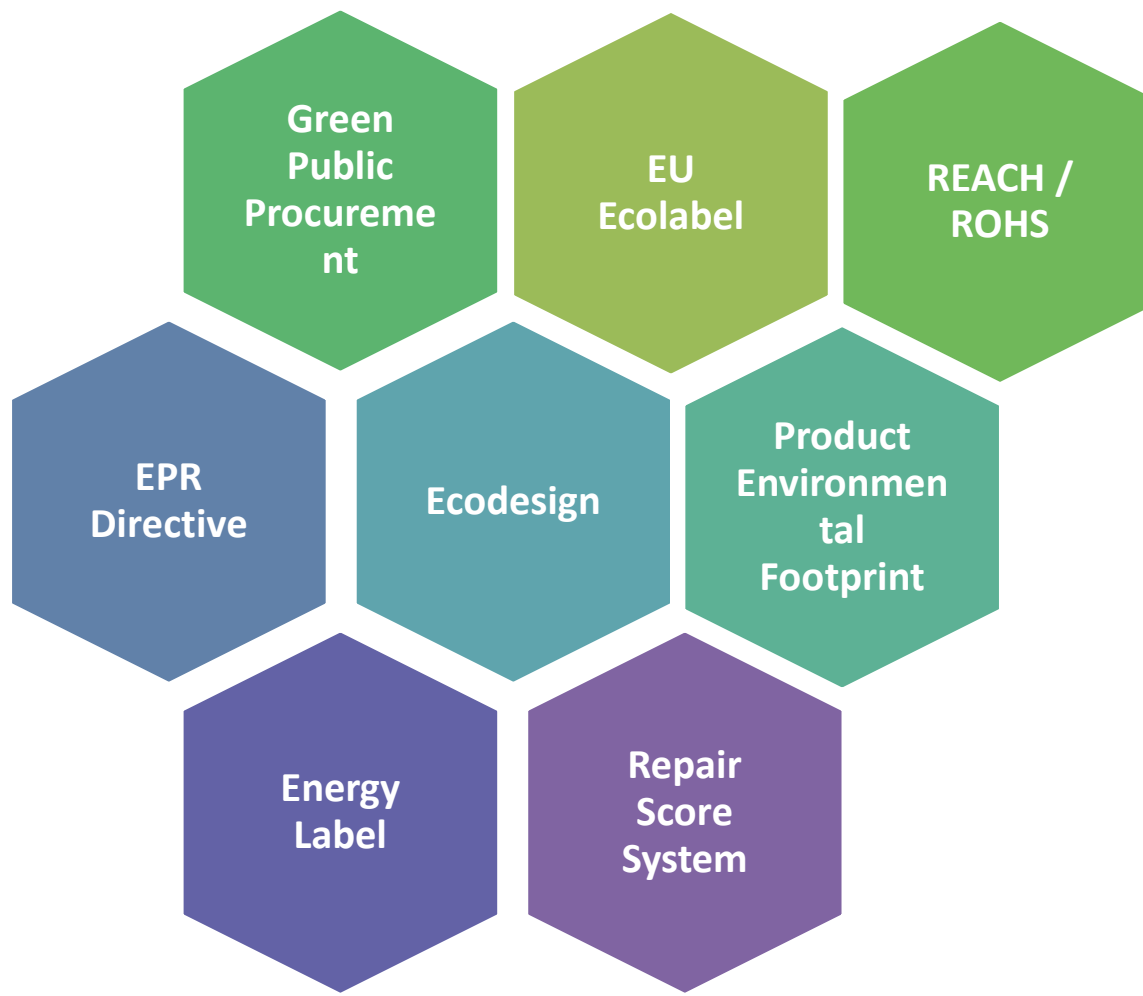 Green
Public
Procureme
nt
EU
Ecolabel
REACH /
ROHS
EPR
Directive
Ecodesign
Product
Environmen
tal
Footprint
Energy
Label
Repair
Score
System